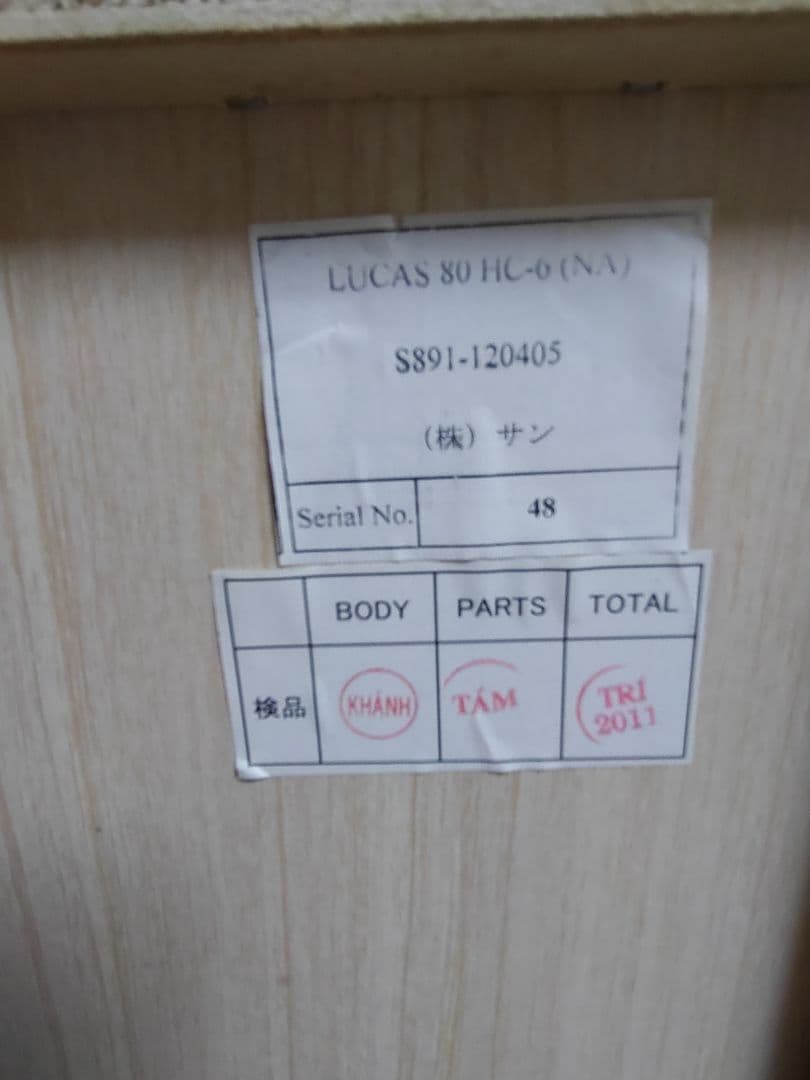 LUCAS 80 HC-6 (NA)
S891-120405
（株）サン
Serial No. 48
BODY PARTS TOTAL
検品 KHÁNH TÁM TRÍ
2011